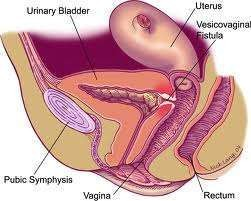 Urinary Bladder
Uterus
Vesicovaginal
Fistula
Pubic Symphysis
Vagina
Rectum